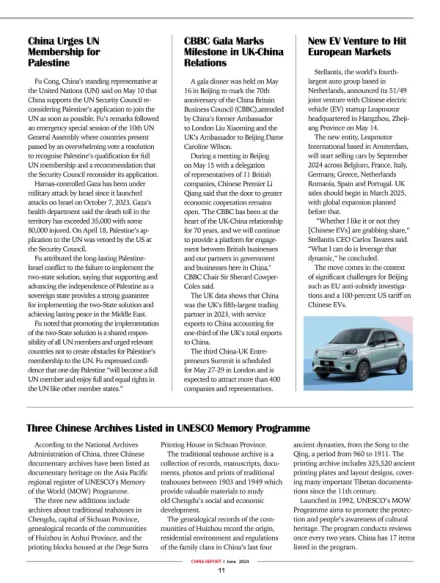 China Urges UN
Membership for
Palestine
Fu Cong, China's standing representative at
the United Nations (UN) said on May 10 that
China supports the UN Security Council re-
considering Palestine's application to join the
UN as soon as possible. Fu's remarks followed
an emergency special session of the 10th UN
General Assembly where countries present
passed by an overwhelming vote a resolution
to recognise Palestine's qualification for full
UN membership and a recommendation that
the Security Council reconsider its application.
Hamas-controlled Gaza has been under
military attack by Israel since it launched
attacks on Israel on October 7, 2023. Gaza's
health department said the death toll in the
territory has exceeded 35,000 with some
80,000 injured. On April 18, Palestine's ap-
plication to the UN was vetoed by the US at
the Security Council.
Fu attributed the long-lasting Palestine-
Israel conflict to the failure to implement the
two-state solution, saying that supporting and
advancing the independence of Palestine as a
sovereign state provides a strong guarantee
for implementing the two-State solution and
achieving lasting peace in the Middle East.
Fu noted that promoting the implementation
of the two-State solution is a shared respon-
sibility of all UN members and urged relevant
countries not to create obstacles for Palestine's
membership to the UN. Fu expressed confi-
dence that one day Palestine "will become a full
UN member and enjoy full and equal rights in
the UN like other member states."
CBBC Gala Marks
Milestone in UK-China
Relations
A gala dinner was held on May
16 in Beijing to mark the 70th
anniversary of the China Britain
Business Council (CBBC),attended
by China's former Ambassador
to London Liu Xiaoming and the
UK's Ambassador to Beijing Dame
Caroline Wilson.
During a meeting in Beijing
on May 15 with a delegation
of representatives of 11 British
companies, Chinese Premier Li
Qiang said that the door to greater
economic cooperation remains
open. "The CBBC has been at the
heart of the UK-China relationship
for 70 years, and we will continue
to provide a platform for engage-
ment between British businesses
and our partners in government
and businesses here in China,"
CBBC Chair Sir Sherard Cowper-
Coles said.
The UK data shows that China
was the UK's fifth-largest trading
partner in 2023, with service
exports to China accounting for
one-third of the UK's total exports
to China.
The third China-UK Entre-
preneurs Summit is scheduled
for May 27-29 in London and is
expected to attract more than 400
companies and representatives.
New EV Venture to Hit
European Markets
Stellantis, the world's fourth-
largest auto group based in
Netherlands, announced its 51/49
joint venture with Chinese electric
vehicle (EV) startup Leapmotor
headquartered in Hangzhou, Zheji-
ang Province on May 14.
The new entity, Leapmotor
International based in Amsterdam,
will start selling cars by September
2024 across Belgium, France, Italy,
Germany, Greece, Netherlands
Romania, Spain and Portugal. UK
sales should begin in March 2025,
with global expansion planned
before that.
"Whether I like it or not they
[Chinese EVs] are grabbing share,"
Stellantis CEO Carlos Tavares said.
"What I can do is leverage that
dynamic," he concluded.
The move comes in the context
of significant challenges for Beijing
such as EU anti-subsidy investiga-
tions and a 100-percent US tariff on
Chinese EVs.
Three Chinese Archives Listed in UNESCO Memory Programme
According to the National Archives
Administration of China, three Chinese
documentary archives have been listed as
documentary heritage on the Asia Pacific
regional register of UNESCO's Memory
of the World (MOW) Programme.
The three new additions include
archives about traditional teahouses in
Chengdu, capital of Sichuan Province,
genealogical records of the communities
of Huizhou in Anhui Province, and the
printing blocks housed at the Dege Sutra
Printing House in Sichuan Province.
The traditional teahouse archive is a
collection of records, manuscripts, docu-
ments, photos and prints of traditional
teahouses between 1903 and 1949 which
provide valuable materials to study
old Chengdu's social and economic
development.
The genealogical records of the com-
munities of Huizhou record the origin,
residential environment and regulations
of the family clans in China's last four
ancient dynasties, from the Song to the
Qing, a period from 960 to 1911. The
printing archive includes 325,520 ancient
printing plates and layout designs, cover-
ing many important Tibetan documenta-
tions since the 11th century.
Launched in 1992, UNESCO's MOW
Programme aims to promote the protec-
tion and people's awareness of cultural
heritage. The program conducts reviews
once every two years. China has 17 items
listed in the program.
CHINA REPORT I June 2024
11